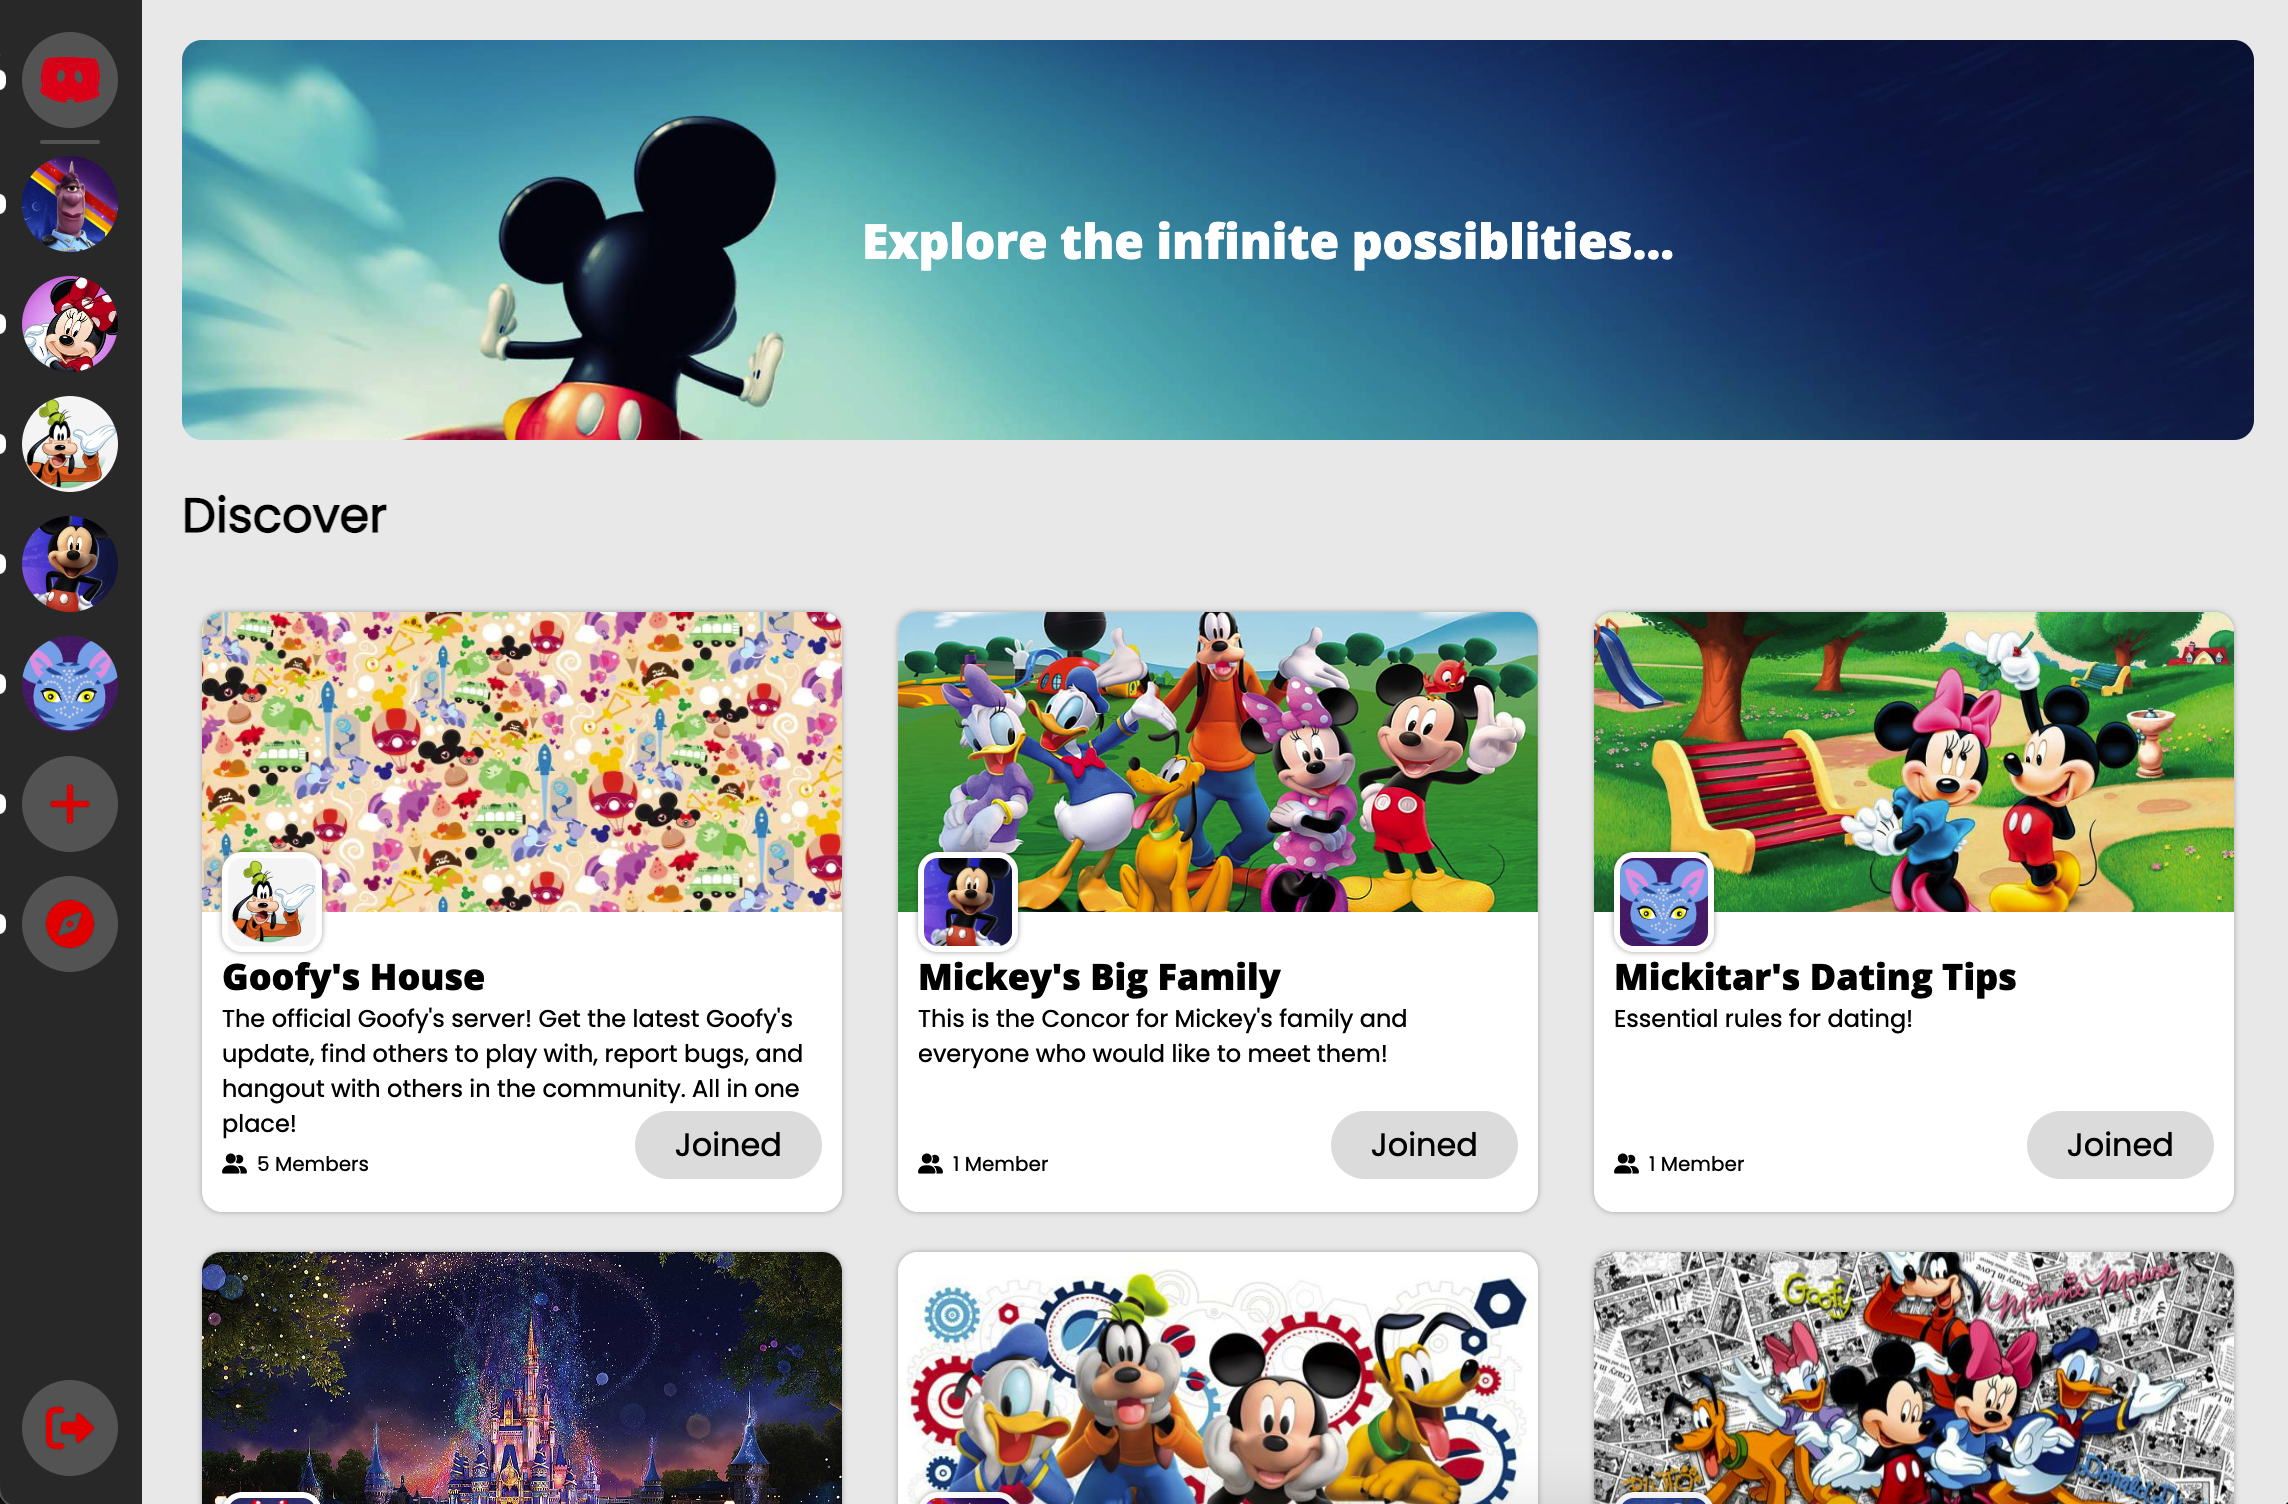 Explore the infinite possiblities...
Discover
Goofy's House
The official Goofy's server! Get the latest Goofy's
update, find others to play with, report bugs, and
hangout with others in the community. All in one
place!
5 Members
Joined
Mickey's Big Family
This is the Concor for Mickey's family and
everyone who would like to meet them!
1 Member
Joined
Mickitar's Dating Tips
Essential rules for dating!
1 Member
Joined
Goofy
Minnie Mouse